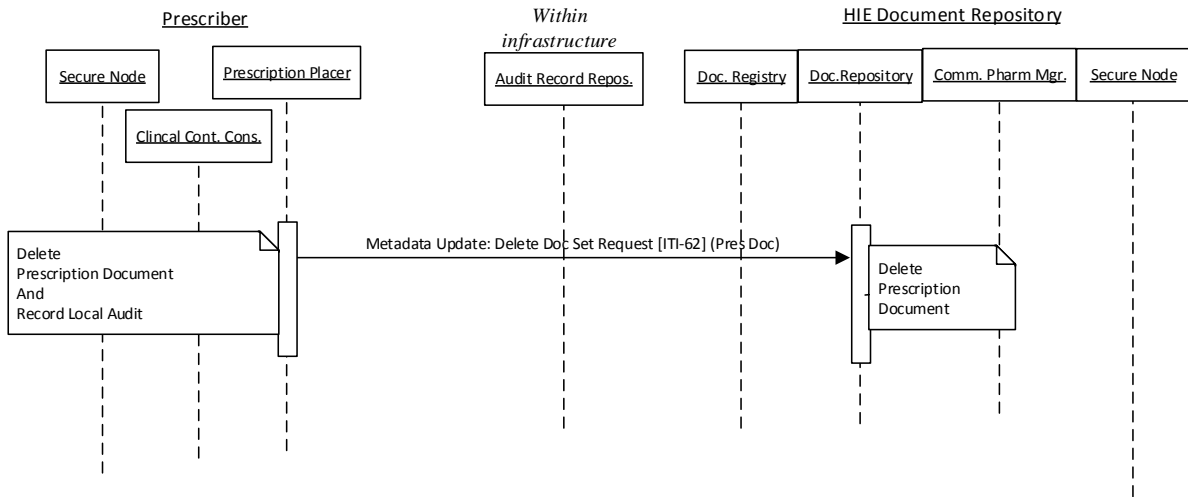 Prescriber
Within
infrastructure
HIE Document Repository
Secure Node
Prescription Placer
Audit Record Repos.
Doc. Registry
Doc.Repository
Comm. Pharm Mgr.
Secure Node
Clincal Cont. Cons.
Metadata Update: Delete Doc Set Request [ITI-62] (Pres Doc)
Delete
Prescription Document
And
Record Local Audit
Delete
Prescription
Document